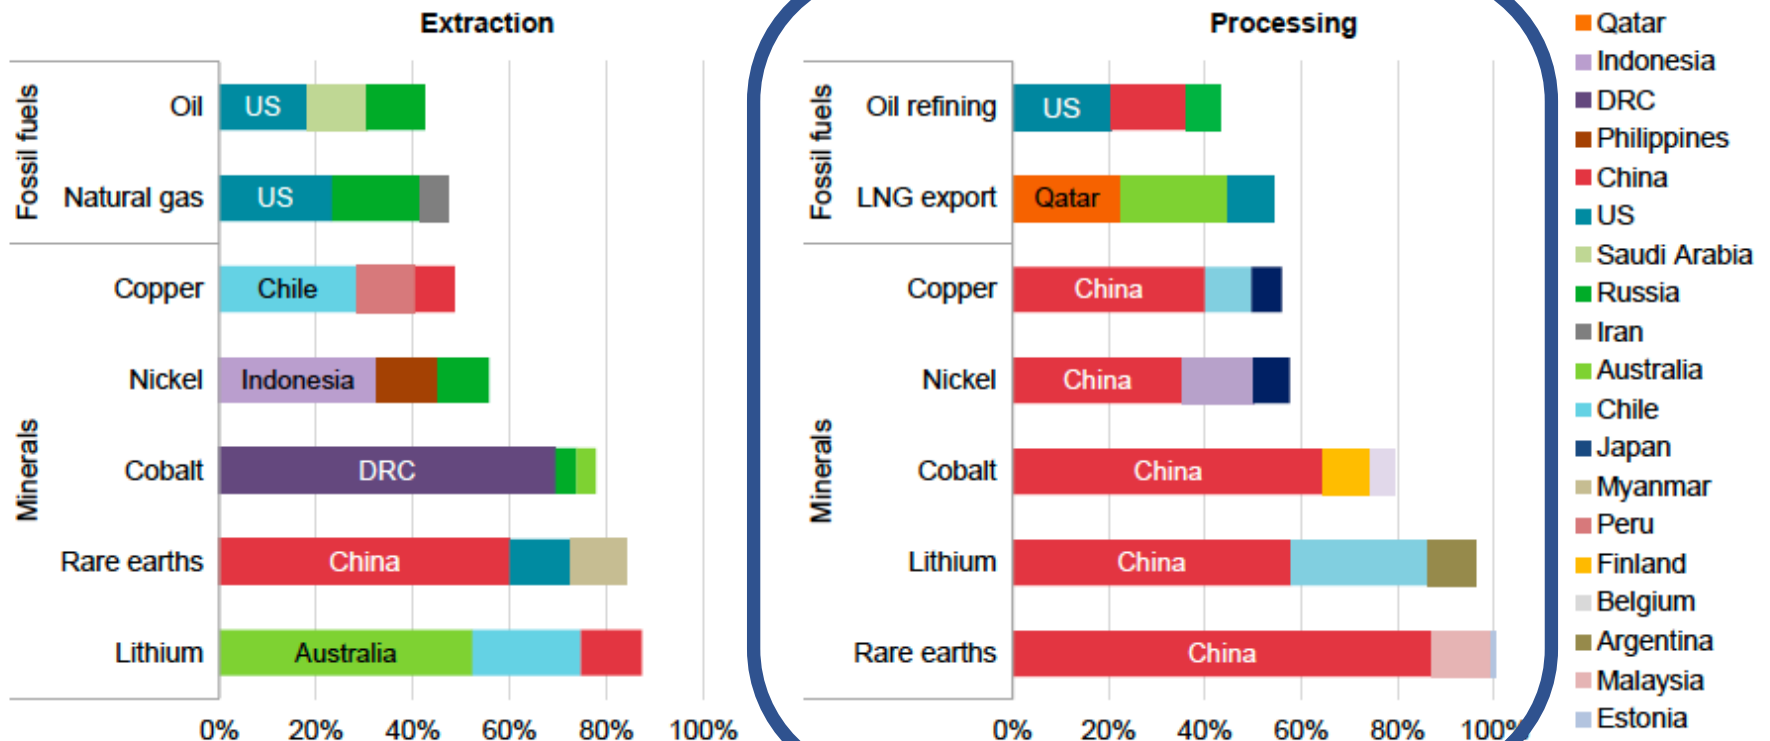 Extraction
Fossil fuels
Oil
US
Natural gas
US
Minerals
Copper
Chile
Nickel
Indonesia
Cobalt
DRC
Rare earths
China
Lithium
Australia
0% 20% 40% 60% 80% 100%
Processing
Fossil fuels
Oil refining
US
LNG export
Qatar
Minerals
Copper
China
Nickel
China
Cobalt
China
Lithium
China
Rare earths
China
0% 20% 40% 60% 80% 100%
Qatar
Indonesia
DRC
Philippines
China
US
Saudi Arabia
Russia
Iran
Australia
Chile
Japan
Myanmar
Peru
Finland
Belgium
Argentina
Malaysia
Estonia